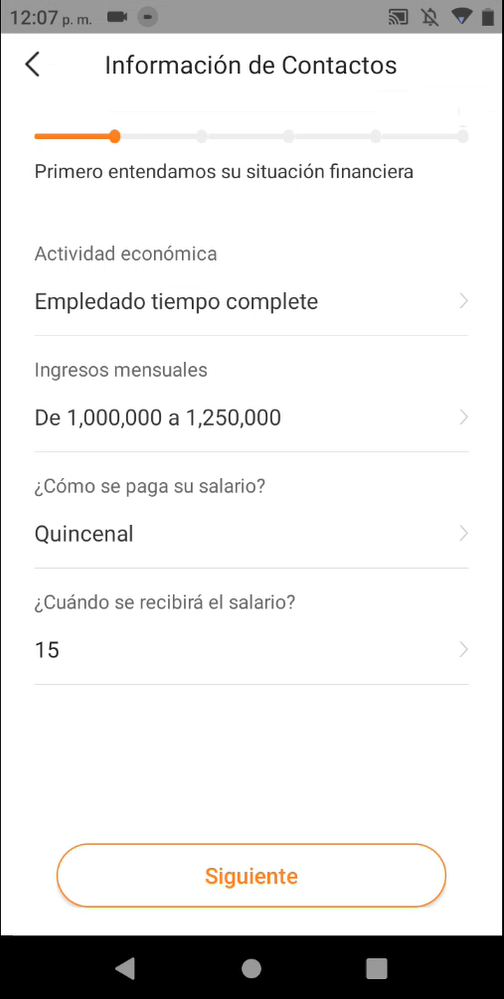 12:07 p. m.
Información de Contactos
Primero entendamos su situación financiera
Actividad económica
Empledado tiempo complete
Ingresos mensuales
De 1,000,000 a 1,250,000
¿Cómo se paga su salario?
Quincenal
¿Cuándo se recibirá el salario?
15
Siguiente